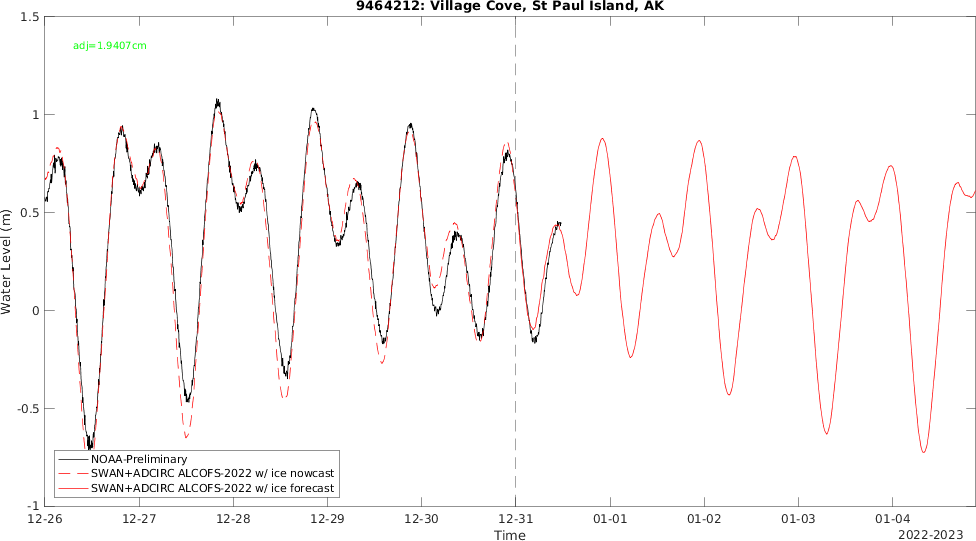 9464212: Village Cove, St Paul Island, AK
adj=1.9407cm
Water Level (m)
1.5
1
0.5
0
-0.5
-1
NOAA-Preliminary
SWAN+ADCIRC ALCOFS-2022 w/ ice nowcast
SWAN+ADCIRC ALCOFS-2022 w/ ice forecast
12-26 12-27 12-28 12-29 12-30 12-31 01-01 01-02 01-03 01-04
Time
2022-2023